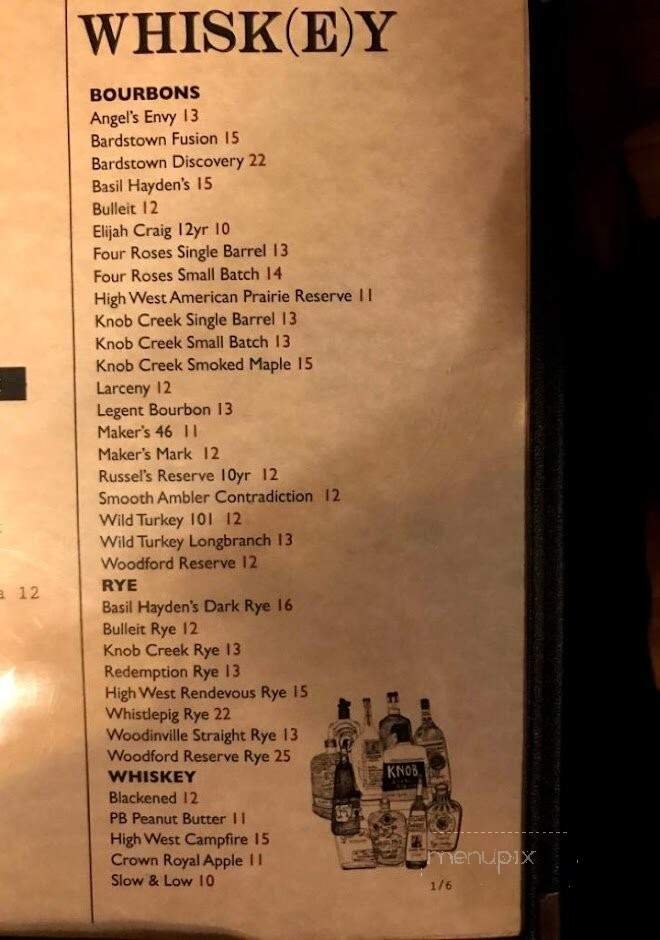 WHISK(E)Y
BOURBONS
Angel's Envy 13
Bardstown Fusion 15
Bardstown Discovery 22
Basil Hayden's 15
Bulleit 12
Elijah Craig 12yr 10
Four Roses Single Barrel 13
Four Roses Small Batch 14
High West American Prairie Reserve 11
Knob Creek Single Barrel 13
Knob Creek Small Batch 13
Knob Creek Smoked Maple 15
Larceny 12
Legent Bourbon 13
Maker's 46 11
Maker's Mark 12
Russel's Reserve 10yr 12
Smooth Ambler Contradiction 12
Wild Turkey 101 12
Wild Turkey Longbranch 13
Woodford Reserve 12
a 12
RYE
Basil Hayden's Dark Rye 16
Bulleit Rye 12
Knob Creek Rye 13
Redemption Rye 13
High West Rendevous Rye 15
Whistlepig Rye 22
Woodinville Straight Rye 13
Woodford Reserve Rye 25
WHISKEY
Blackened 12
PB Peanut Butter 11
High West Campfire 15
Crown Royal Apple 11
Slow & Low 10
KNOB
menupix
1/6